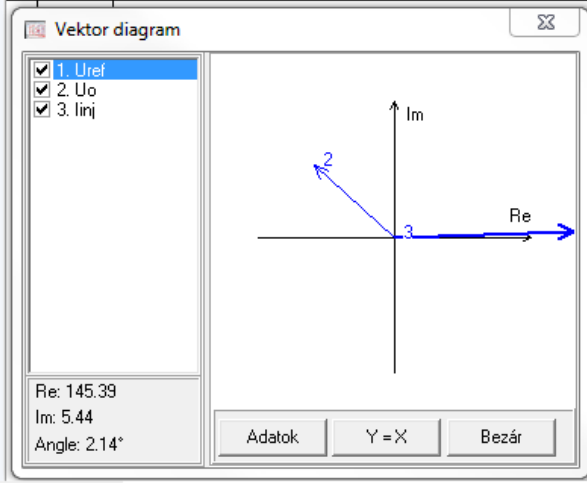 Vektor diagram
1. Uref
2. Uo
3. Iinj
Im
2
Re
3
Re: 145.39
Im: 5.44
Angle: 2.14°
Adatok
Y = X
Bezár